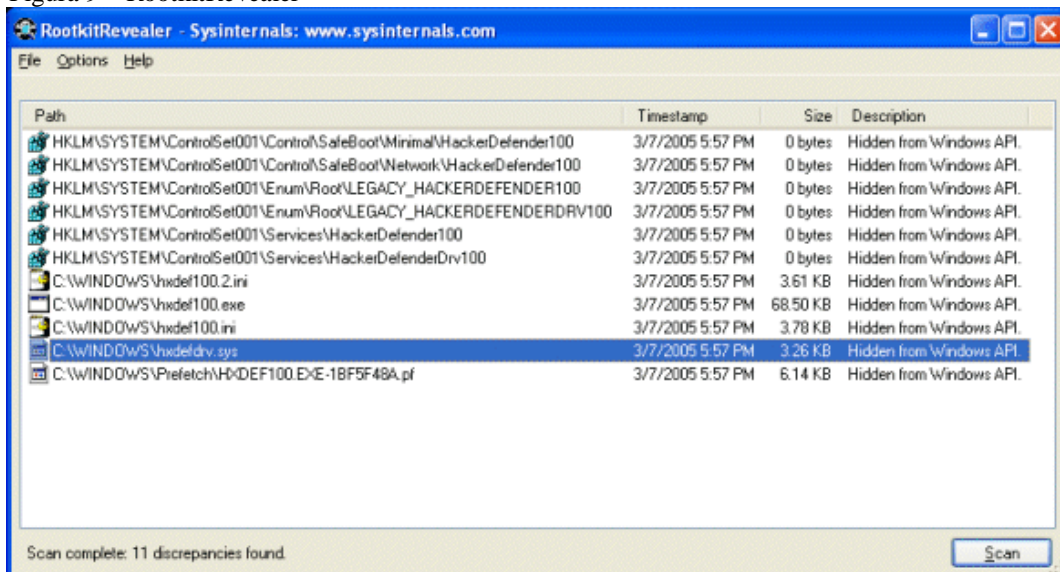 Figura 9 – RootkitRevealer
RootkitRevealer - Sysinternals: www.sysinternals.com
File Options Help
Path Timestamp Size Description
HKLM\SYSTEM\ControlSet001\Control\SafeBoot\Minimal\HackerDefender100 3/7/2005 5:57 PM 0 bytes Hidden from Windows API.
HKLM\SYSTEM\ControlSet001\Control\SafeBoot\Network\HackerDefender100 3/7/2005 5:57 PM 0 bytes Hidden from Windows API.
HKLM\SYSTEM\ControlSet001\Enum\Root\LEGACY_HACKERDEFENDER100 3/7/2005 5:57 PM 0 bytes Hidden from Windows API.
HKLM\SYSTEM\ControlSet001\Enum\Root\LEGACY_HACKERDEFENDERDRV100 3/7/2005 5:57 PM 0 bytes Hidden from Windows API.
HKLM\SYSTEM\ControlSet001\Services\HackerDefender100 3/7/2005 5:57 PM 0 bytes Hidden from Windows API.
HKLM\SYSTEM\ControlSet001\Services\HackerDefenderDrv100 3/7/2005 5:57 PM 0 bytes Hidden from Windows API.
C:\WINDOWS\hxdef100.2.ini 3/7/2005 5:57 PM 3.61 KB Hidden from Windows API.
C:\WINDOWS\hxdef100.exe 3/7/2005 5:57 PM 68.50 KB Hidden from Windows API.
C:\WINDOWS\hxdef100.ini 3/7/2005 5:57 PM 3.78 KB Hidden from Windows API.
C:\WINDOWS\hxdefdrv.sys 3/7/2005 5:57 PM 3.26 KB Hidden from Windows API.
C:\WINDOWS\Prefetch\HXDEF100.EXE-1BF5F48A.pf 3/7/2005 5:57 PM 6.14 KB Hidden from Windows API.
Scan complete: 11 discrepancies found.
Scan